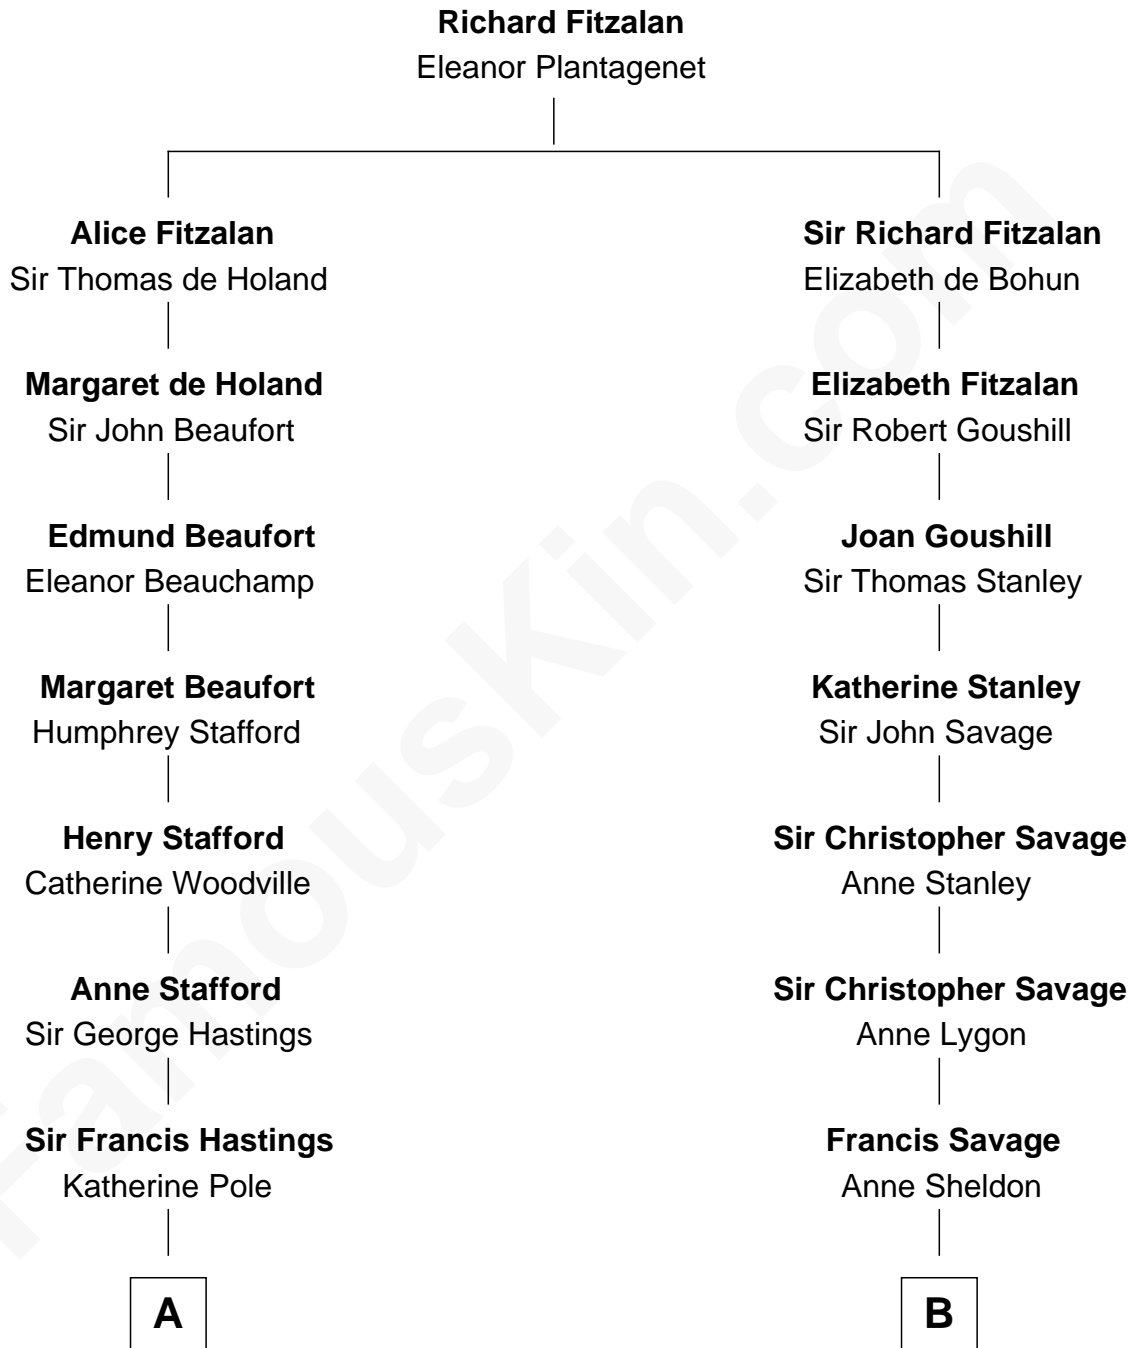 Richard Fitzalan
Eleanor Plantagenet
Alice Fitzalan
Sir Thomas de Holand
Margaret de Holand
Sir John Beaufort
Edmund Beaufort
Eleanor Beauchamp
Margaret Beaufort
Humphrey Stafford
Henry Stafford
Catherine Woodville
Anne Stafford
Sir George Hastings
Sir Francis Hastings
Katherine Pole
A
Sir Richard Fitzalan
Elizabeth de Bohun
Elizabeth Fitzalan
Sir Robert Goushill
Joan Goushill
Sir Thomas Stanley
Katherine Stanley
Sir John Savage
Sir Christopher Savage
Anne Stanley
Sir Christopher Savage
Anne Lygon
Francis Savage
Anne Sheldon
B
FamousKin.com